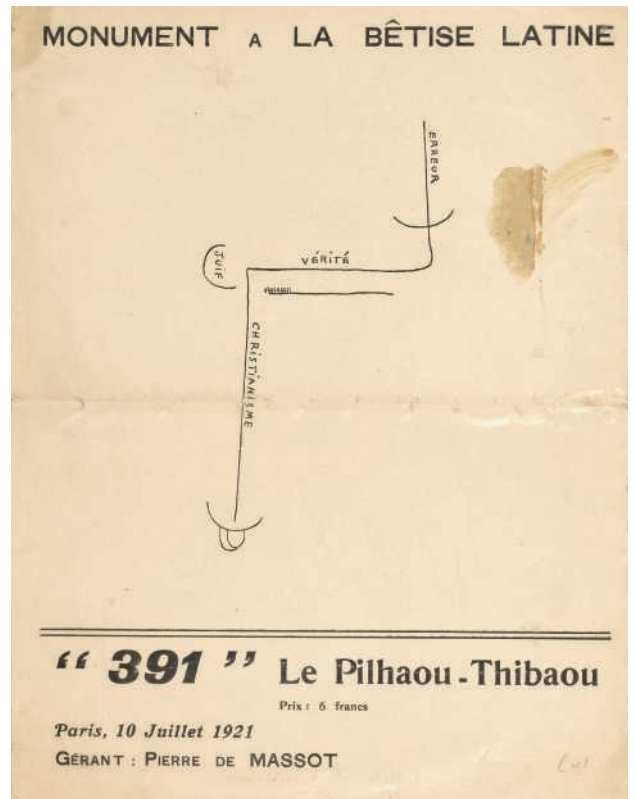 MONUMENT A LA BÊTISE LATINE
ERREUR
VÉRITÉ
JUIF
CHRISTIANISME
“ 391 ” Le Pilhaou-Thibaou
Prix : 6 francs
Paris, 10 Juillet 1921
GÉRANT : PIERRE DE MASSOT